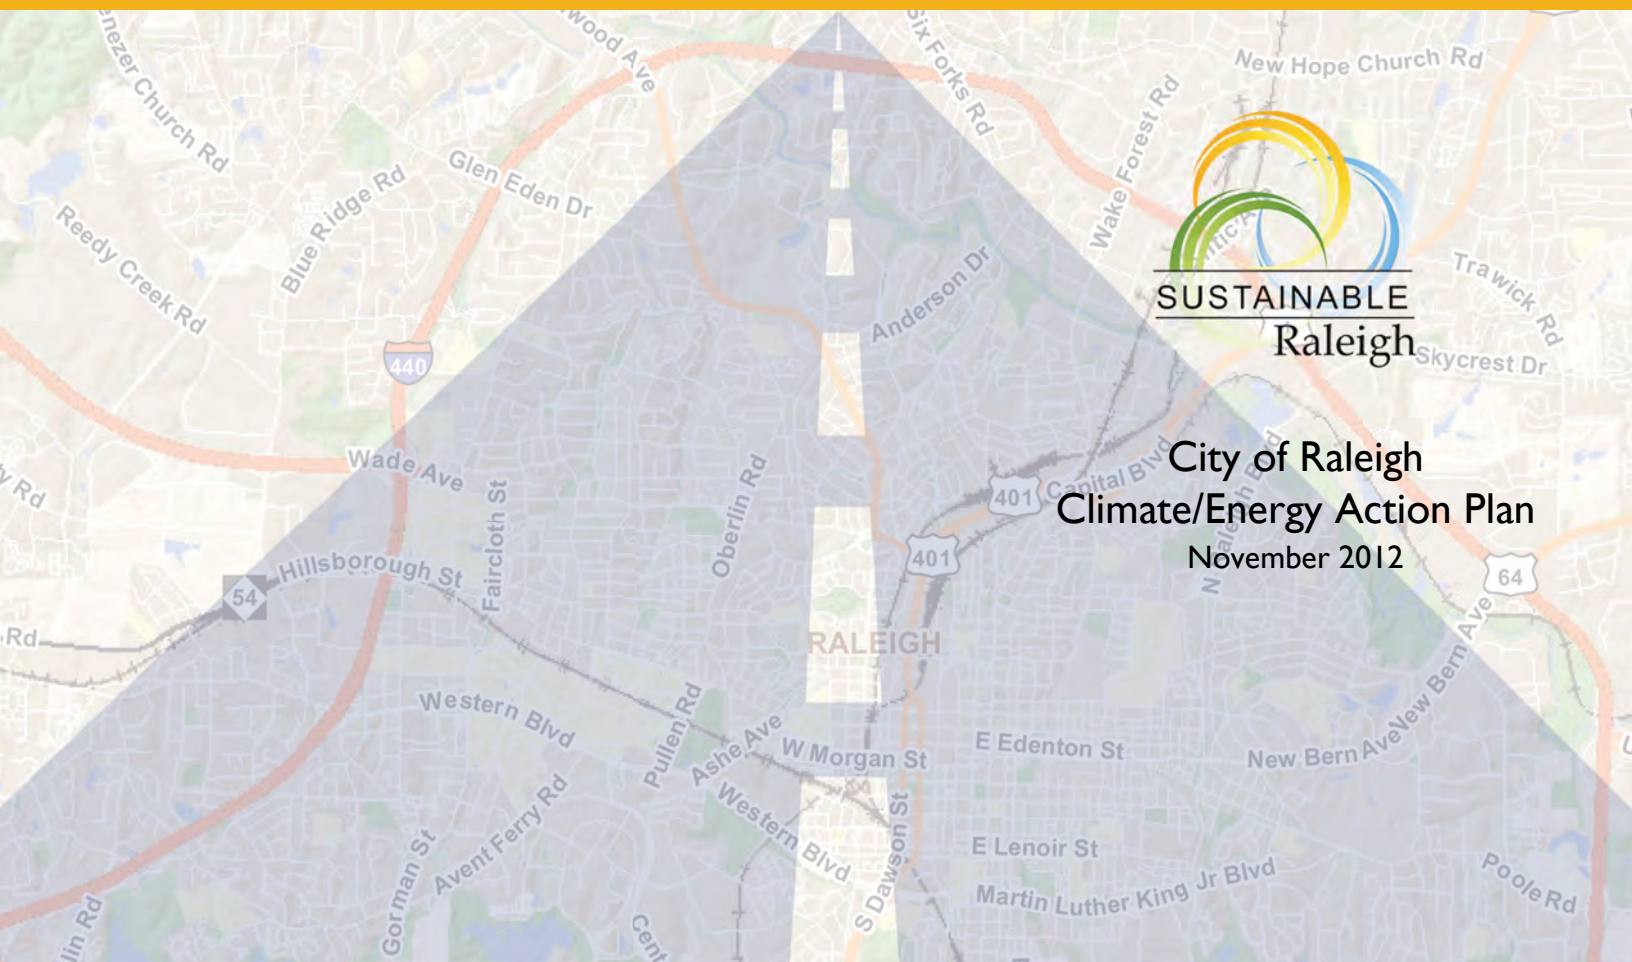 New Hope Church Rd
Six Forks Rd
Wake Forest Rd
Church Rd
Glen Eden Dr
Blue Ridge Rd
Reedy Creek Rd
Anderson Dr
Trawick Rd
SUSTAINABLE
Raleigh
Skycrest Dr
440
City of Raleigh
Climate/Energy Action Plan
November 2012
Wade Ave
Faircloth St
Oberlin Rd
401
Capital Blvd
401
64
Hillsborough St
54
Rd
RALEIGH
New Bern Ave
New Bern Ave
Western Blvd
Pullen Rd
Ashe Ave
W Morgan St
E Edenton St
Gorman St
Avent Ferry Rd
Western Blvd
S Dawson St
E Lenoir St
Martin Luther King Jr Blvd
Poole Rd